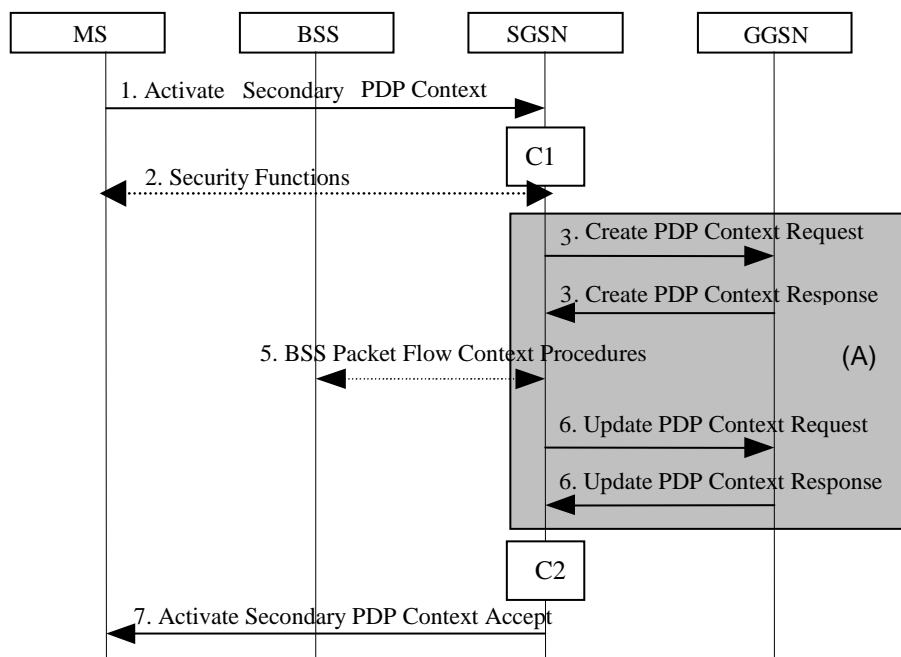 MS BSS SGSN GGSN
1. Activate Secondary PDP Context
C1
2. Security Functions
3. Create PDP Context Request
3. Create PDP Context Response
5. BSS Packet Flow Context Procedures
(A)
6. Update PDP Context Request
6. Update PDP Context Response
C2
7. Activate Secondary PDP Context Accept